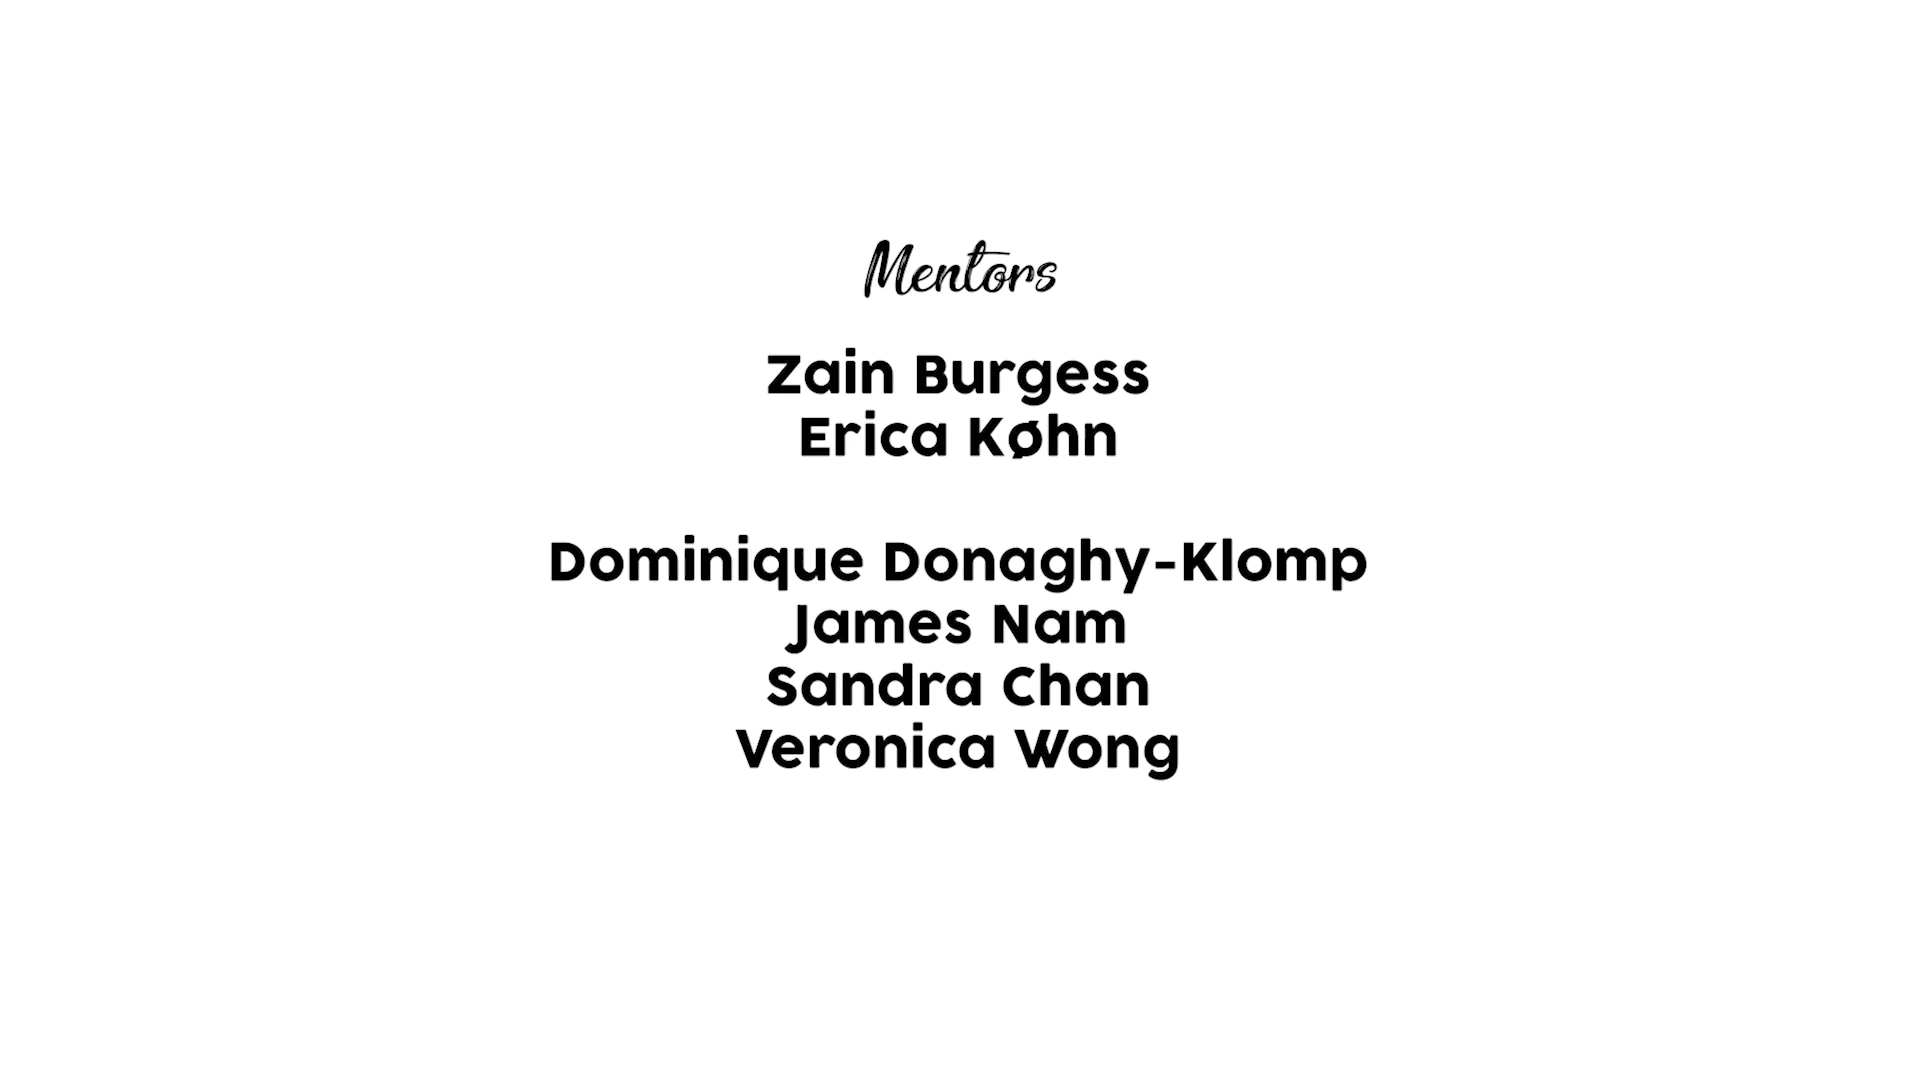 Mentors
Zain Burgess
Erica Køhn
Dominique Donaghy-Klomp
James Nam
Sandra Chan
Veronica Wong